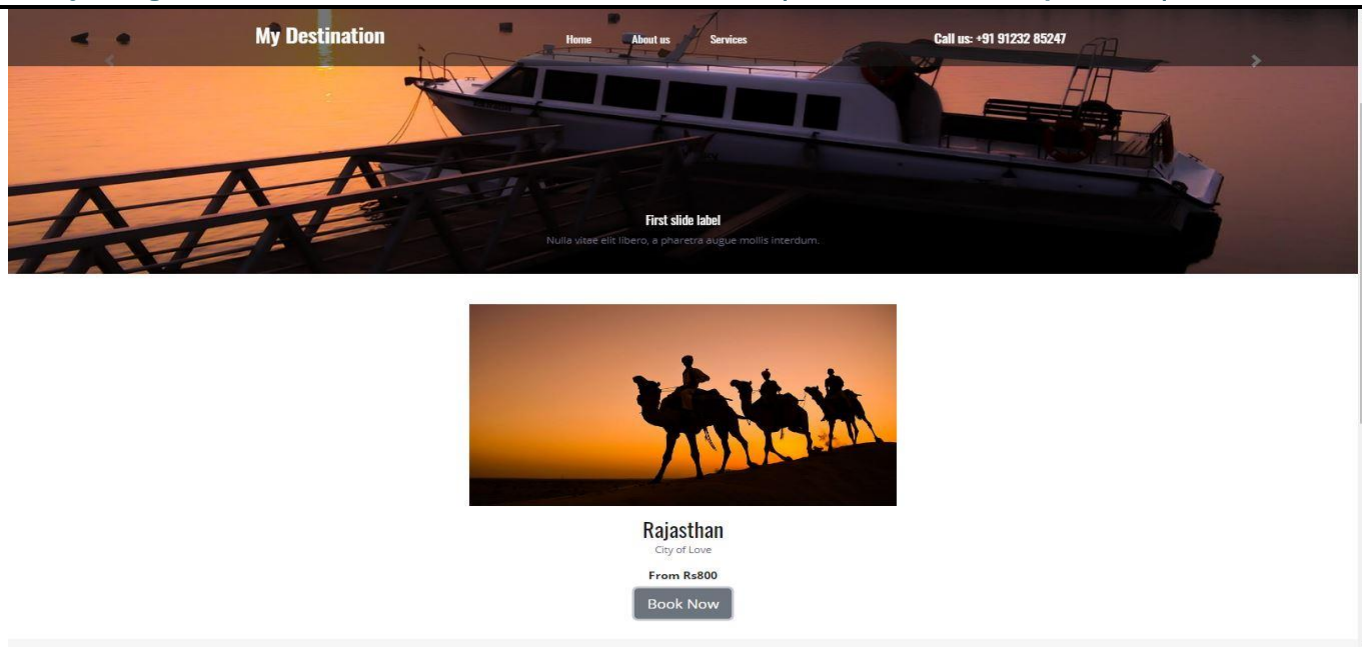 My Destination
Home About us Services
Call us: +91 91232 85247
First slide label
Nulla vitae elit libero, a pharetra augue mollis interdum.
Rajasthan
City of Love
From Rs800
Book Now